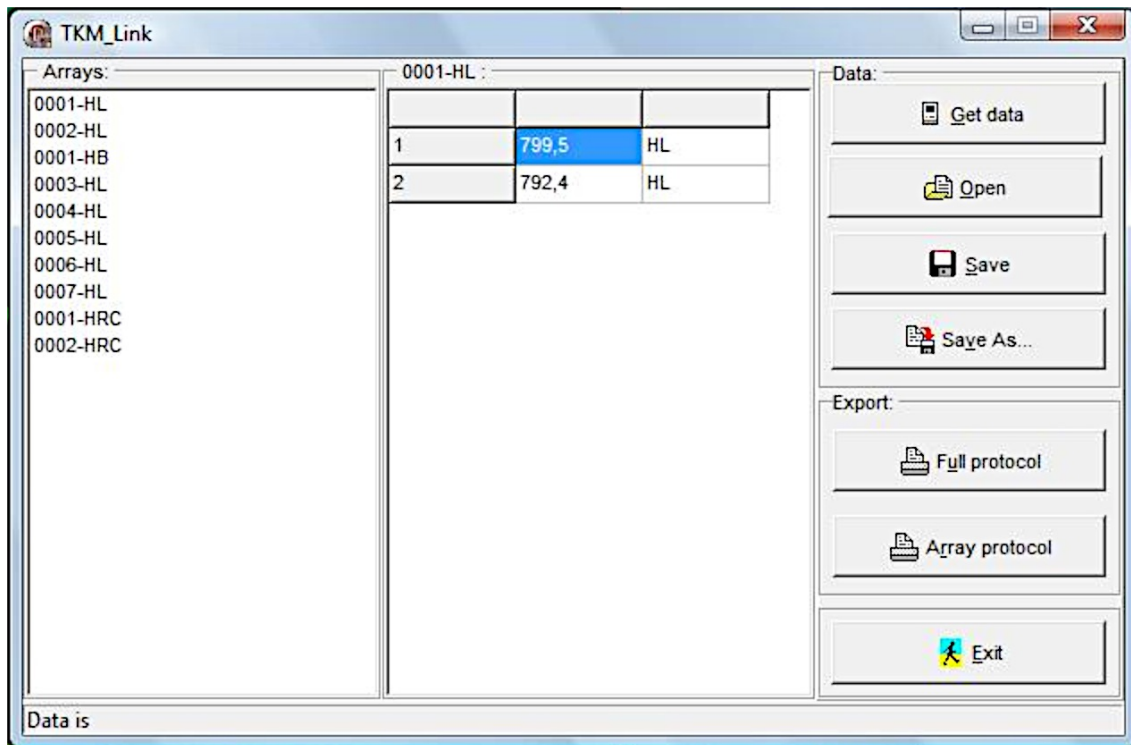 TKM_Link
Arrays:
0001-HL
0002-HL
0001-HB
0003-HL
0004-HL
0005-HL
0006-HL
0007-HL
0001-HRC
0002-HRC
0001-HL :
1 799,5 HL
2 792,4 HL
Data:
Get data
Open
Save
Save As...
Export:
Full protocol
Array protocol
Exit
Data is